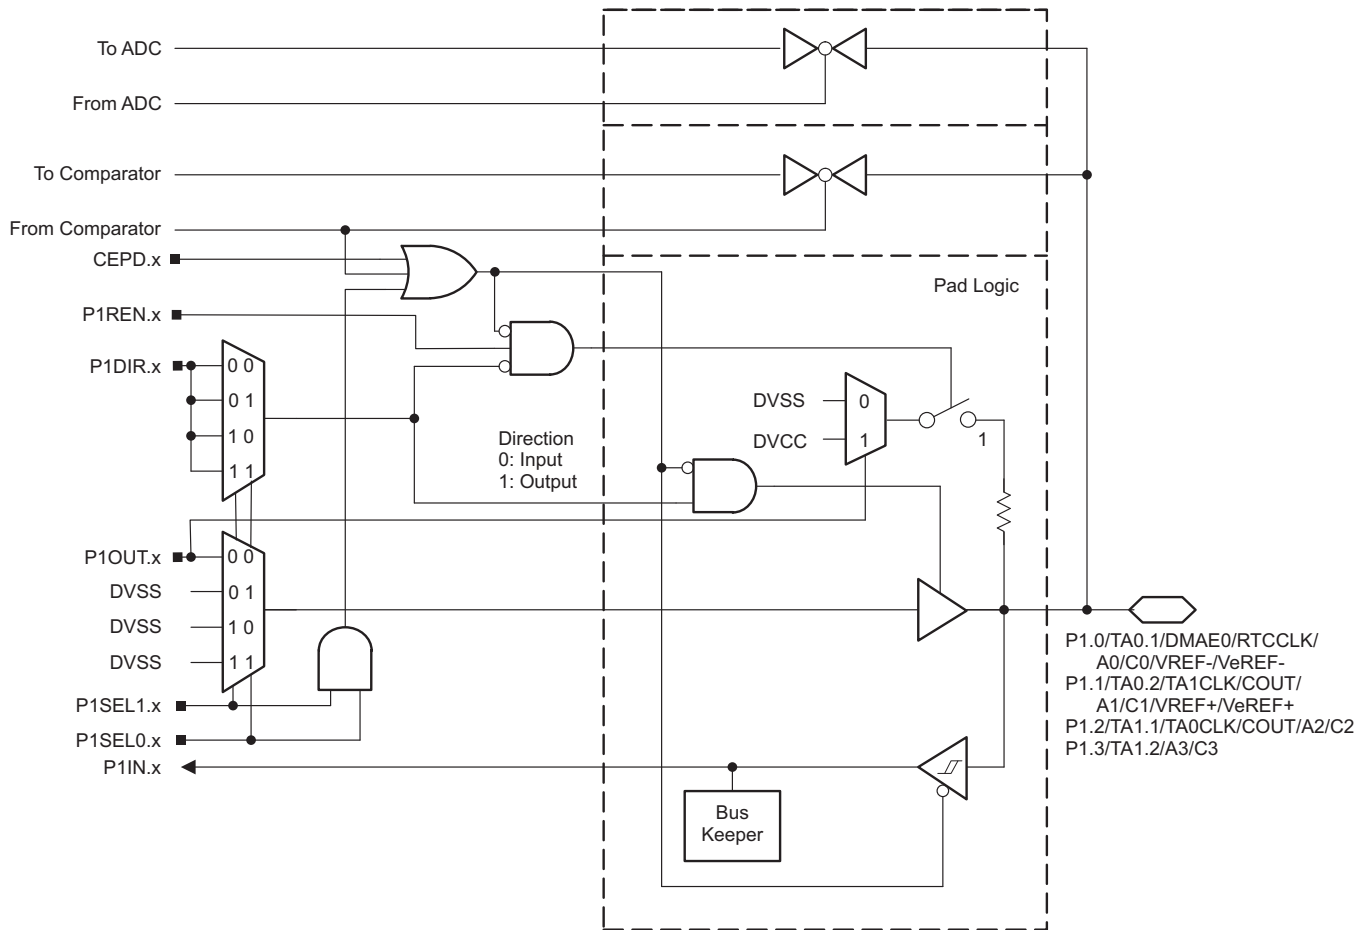 To ADC
From ADC
To Comparator
From Comparator
CEPD.x
Pad Logic
P1REN.x
P1DIR.x
0 0
0 1
1 0
1 1
DVSS
0
DVCC
1
1
Direction
0: Input
1: Output
P1OUT.x
0 0
DVSS
0 1
DVSS
1 0
DVSS
1 1
P1SEL1.x
P1SEL0.x
P1IN.x
Bus
Keeper
P1.0/TA0.1/DMAE0/RTCCLK/
A0/C0/VREF-/VeREF-
P1.1/TA0.2/TA1CLK/COUT/
A1/C1/VREF+/VeREF+
P1.2/TA1.1/TA0CLK/COUT/A2/C2
P1.3/TA1.2/A3/C3